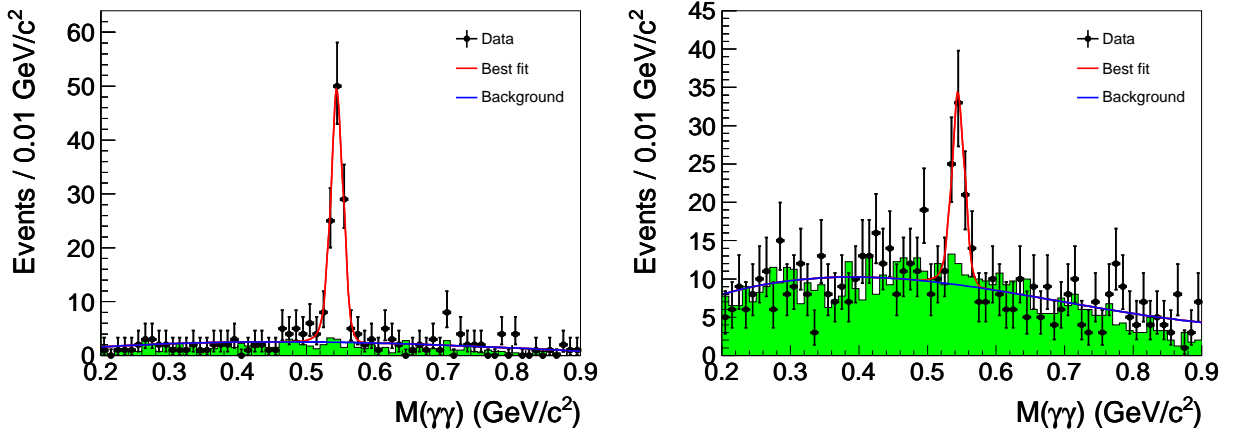 Events / 0.01 GeV/c²
60
50
40
30
20
10
0
Data
Best fit
Background
0.2 0.3 0.4 0.5 0.6 0.7 0.8 0.9
M(γγ) (GeV/c²)
Events / 0.01 GeV/c²
45
40
35
30
25
20
15
10
5
0
Data
Best fit
Background
0.2 0.3 0.4 0.5 0.6 0.7 0.8 0.9
M(γγ) (GeV/c²)